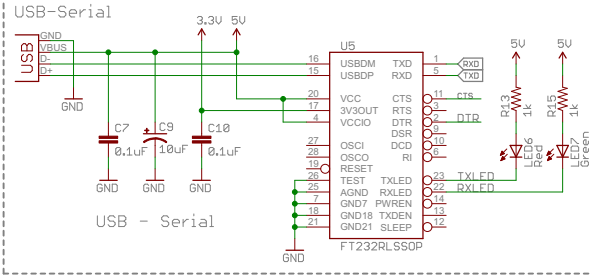 USB-Serial
3.3V 5V
USB
GND
VBUS
D-
D+
GND
C7
0.1uF
GND
C9
10uF
GND
C10
0.1uF
GND
USB - Serial
U5
16 USBDM TXD 1 RXD
15 USBDP RXD 5 TXD
20 VCC CTS 11 CTS
17 3V3OUT RTS 3
4 VCCIO DTR 2 DTR
DSR 9
27 OSCI DCD 10
28 OSCO RI 6
19 RESET
26 TEST TXLED 23 TXLED
25 AGND RXLED 22 RXLED
7 GND7 PWREN 14
18 GND18 TXDEN 13
21 GND21 SLEEP 12
FT232RLSSOP
GND
5V 5V
R13
1k
R15
1k
LED6
Red
LED7
Green